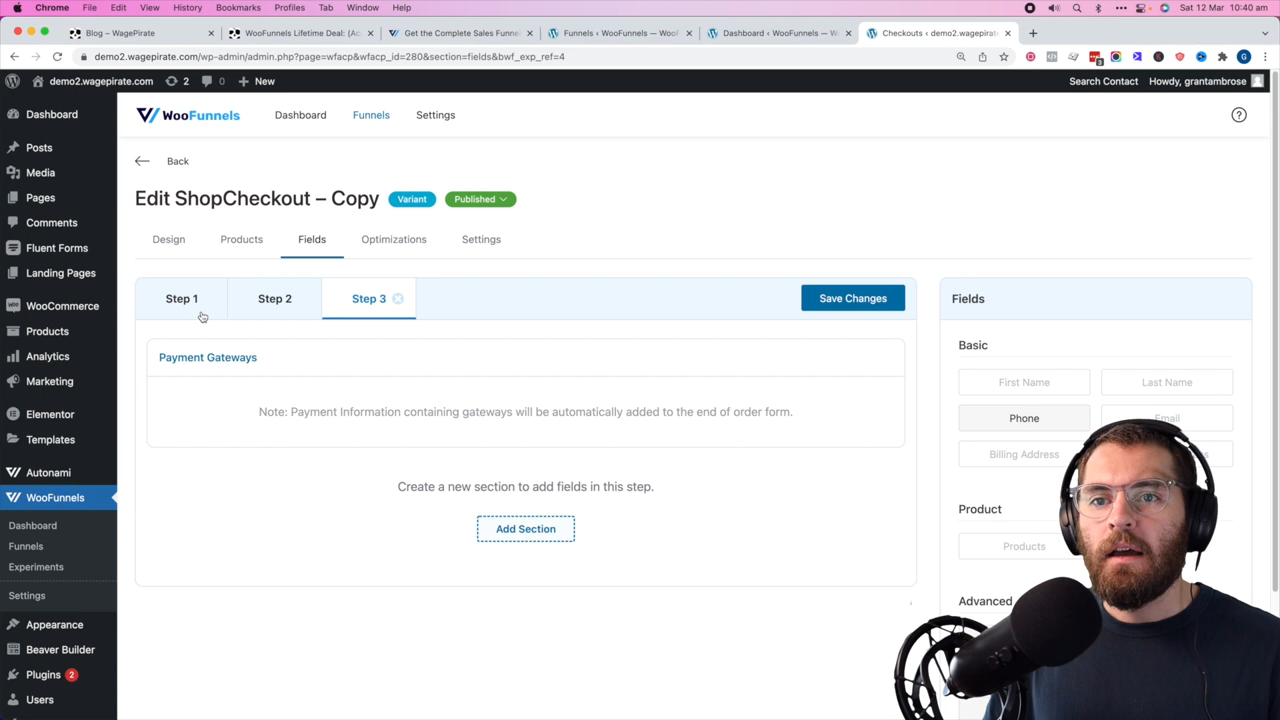 Chrome File Edit View History Bookmarks Profiles Tab Window Help Sat 12 Mar 10:40 am
Blog – WagePirate WooFunnels Lifetime Deal: (Ac Get the Complete Sales Funnel Funnels ‹ WooFunnels — WooF Dashboard ‹ WooFunnels — W Checkouts ‹ demo2.wagepirate
demo2.wagepirate.com/wp-admin/admin.php?page=wfacp&wfacp_id=280&section=fields&bwf_exp_ref=4
demo2.wagepirate.com 2 0 New Search Contact Howdy, grantambrose
Dashboard
Posts
Media
Pages
Comments
Fluent Forms
Landing Pages
WooCommerce
Products
Analytics
Marketing
Elementor
Templates
Autonami
WooFunnels
Dashboard
Funnels
Experiments
Settings
Appearance
Beaver Builder
Plugins 2
Users
WooFunnels Dashboard Funnels Settings
Back
Edit ShopCheckout – Copy Variant Published
Design Products Fields Optimizations Settings
Step 1 Step 2 Step 3 Save Changes
Payment Gateways
Note: Payment Information containing gateways will be automatically added to the end of order form.
Create a new section to add fields in this step.
Add Section
Fields
Basic
First Name Last Name
Phone Email
Billing Address
Product
Products
Advanced